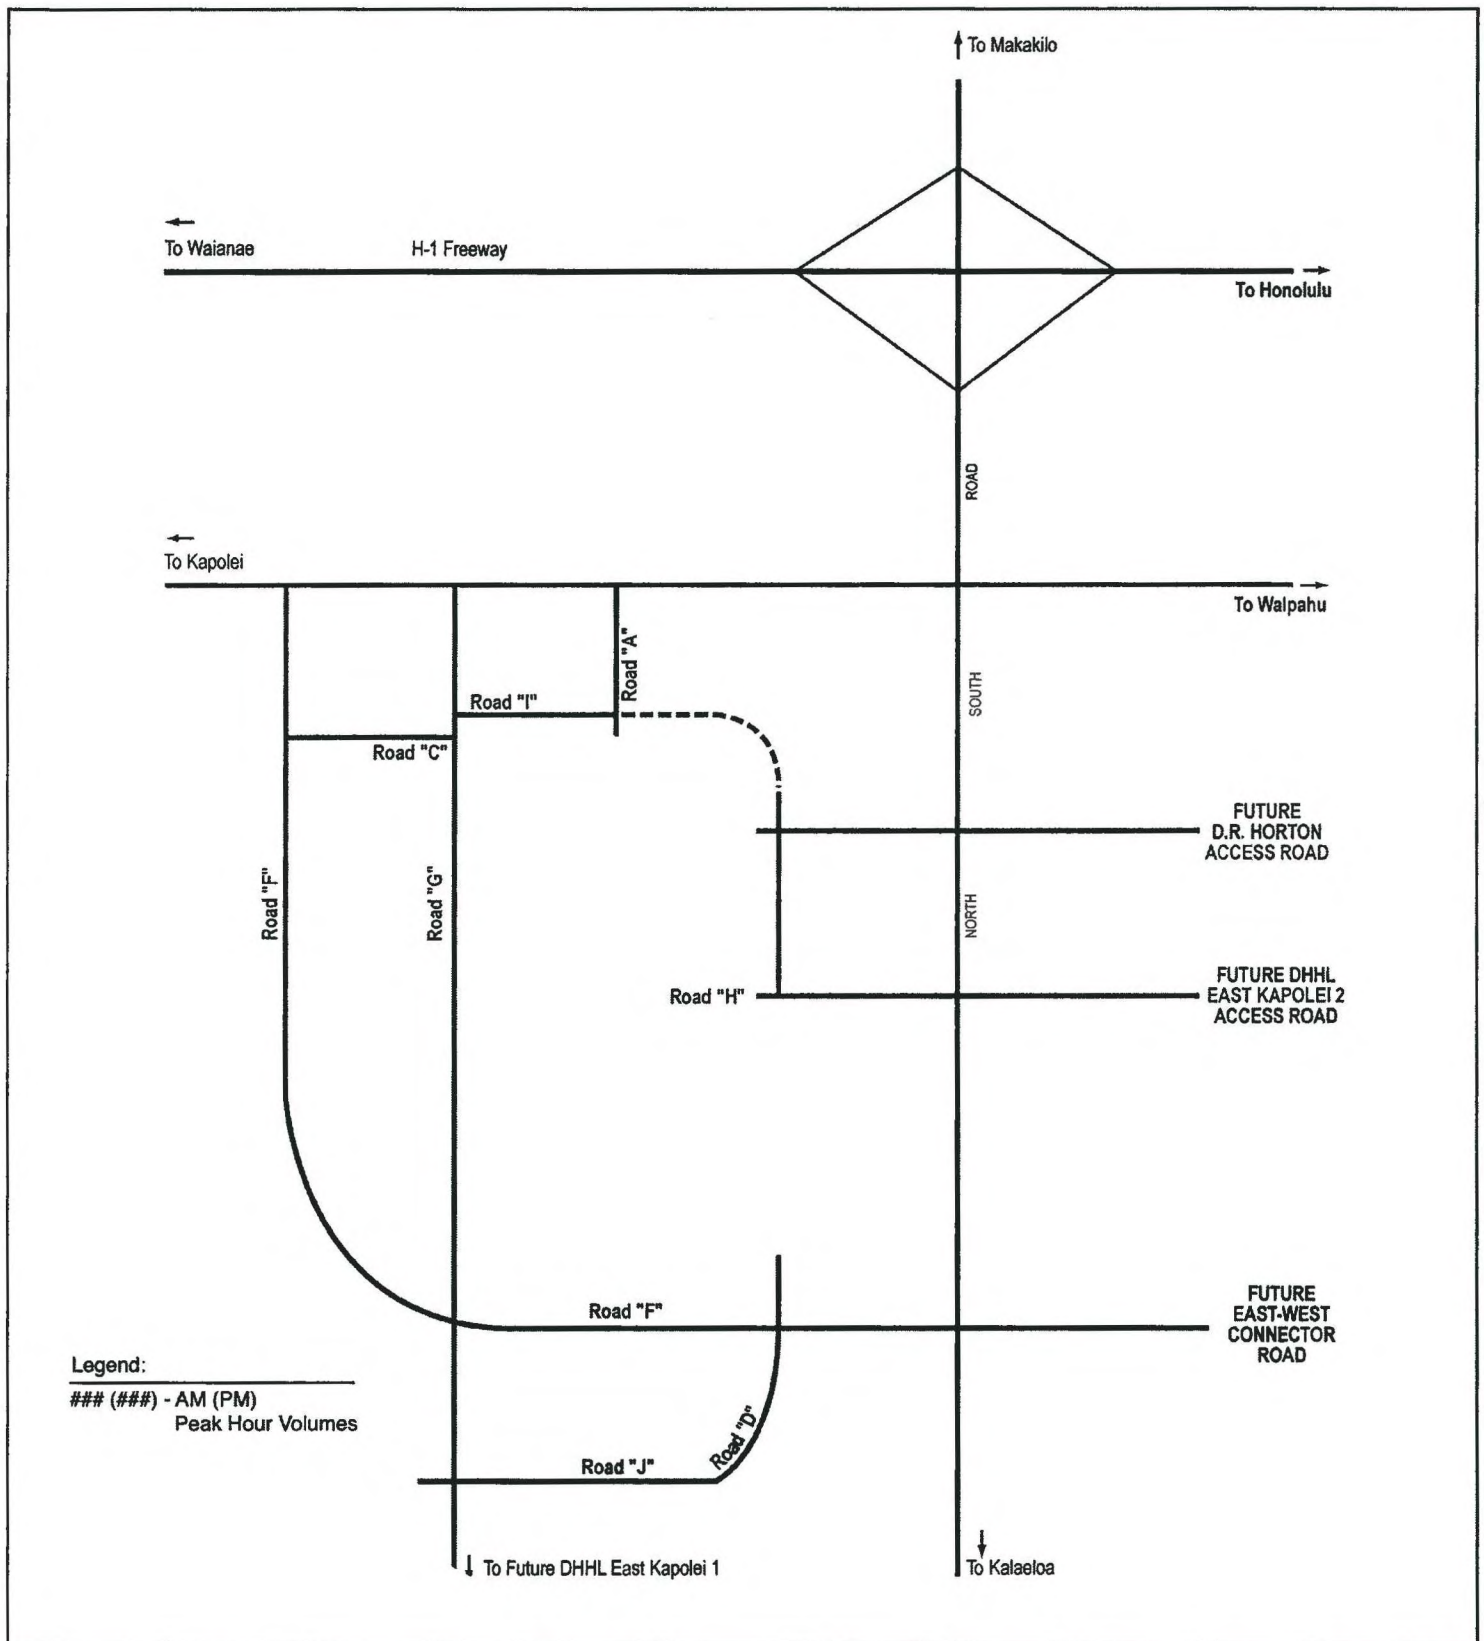 To Makakilo
To Waianae
H-1 Freeway
To Honolulu
ROAD
To Kapolei
To Walpahu
Road "A"
Road "I"
SOUTH
Road "C"
FUTURE
D.R. HORTON
ACCESS ROAD
Road "F"
Road "G"
NORTH
Road "H"
FUTURE DHHL
EAST KAPOLEI 2
ACCESS ROAD
Road "F"
FUTURE
EAST-WEST
CONNECTOR
ROAD
Legend:
### (###) - AM (PM)
Peak Hour Volumes
Road "D"
Road "J"
To Future DHHL East Kapolei 1
To Kalaeloa